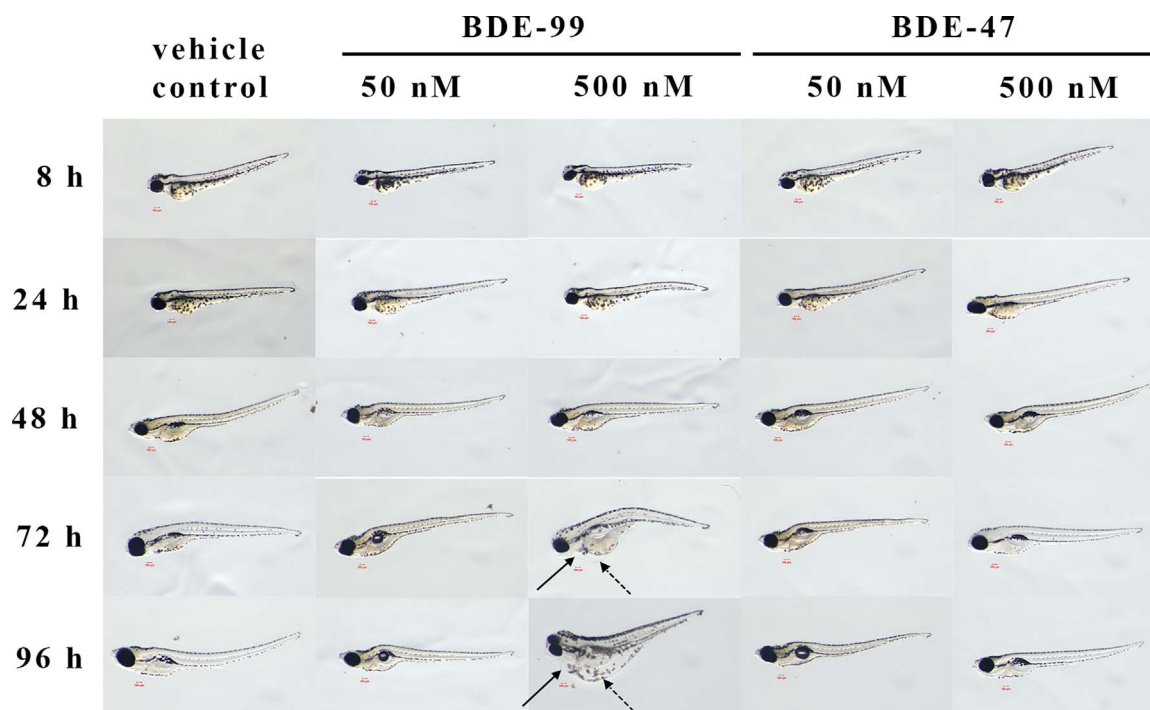 BDE-99 BDE-47
vehicle
control
50 nM 500 nM 50 nM 500 nM
8 h
24 h
48 h
72 h
96 h